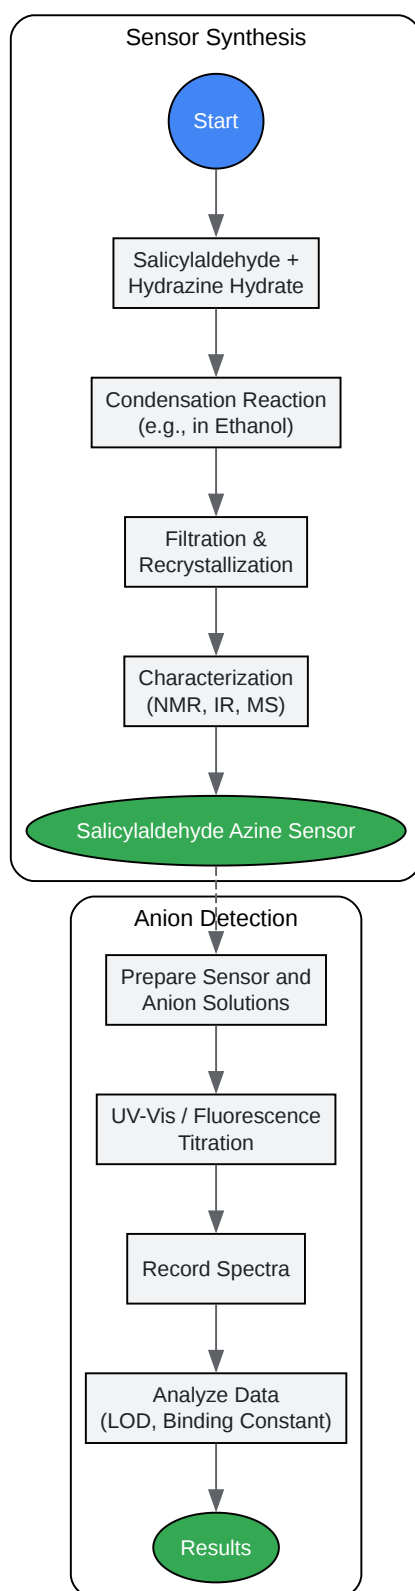 Sensor Synthesis
Start
Salicylaldehyde +
Hydrazine Hydrate
Condensation Reaction
(e.g., in Ethanol)
Filtration &
Recrystallization
Characterization
(NMR, IR, MS)
Salicylaldehyde Azine Sensor
Anion Detection
Prepare Sensor and
Anion Solutions
UV-Vis / Fluorescence
Titration
Record Spectra
Analyze Data
(LOD, Binding Constant)
Results